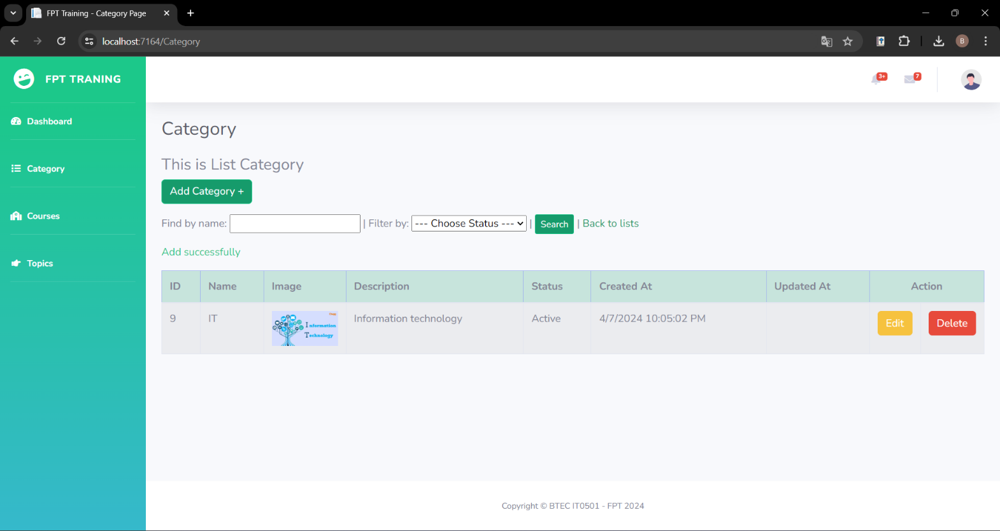 FPT Training - Category Page
localhost:7164/Category
B
FPT TRANING
3+
7
Dashboard
Category
Courses
Topics
Category
This is List Category
Add Category +
Find by name: | Filter by: --- Choose Status --- | Search | Back to lists
Add successfully
ID Name Image Description Status Created At Updated At Action
9 IT Information technology Active 4/7/2024 10:05:02 PM Edit Delete
Information
Technology
Copyright © BTEC IT0501 - FPT 2024